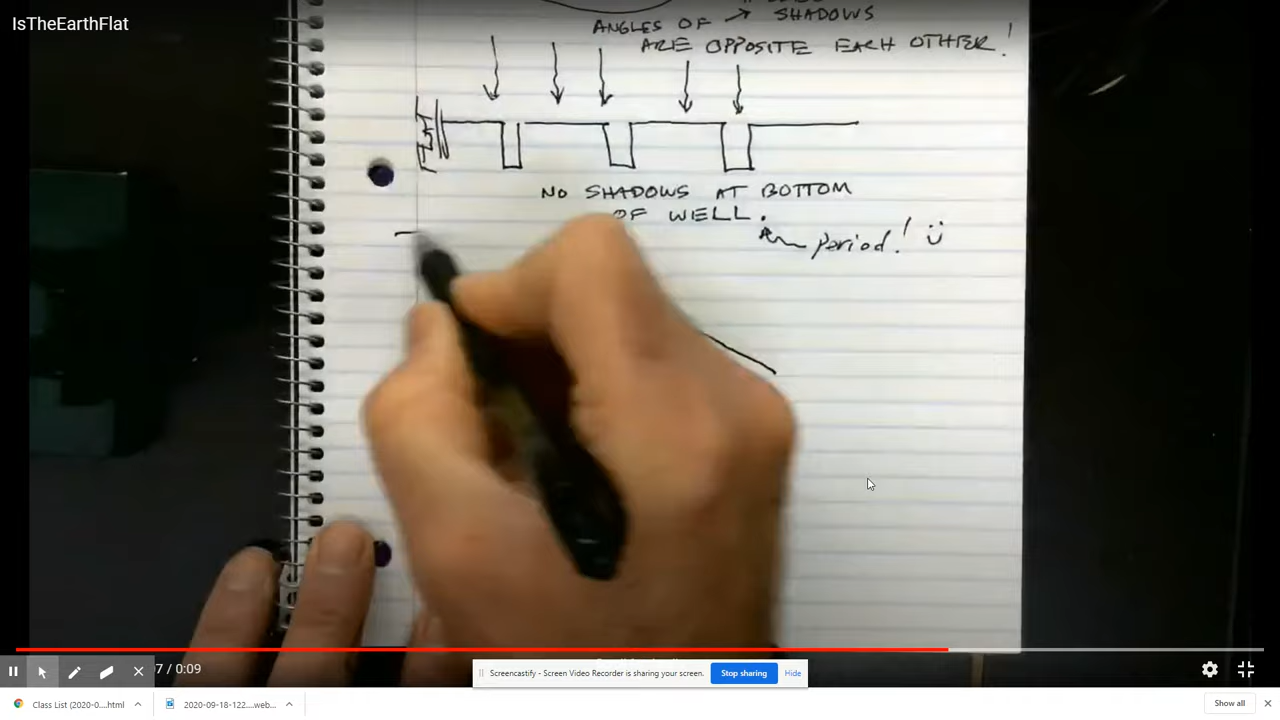 IsTheEarthFlat
ANGLES OF → SHADOWS
ARE OPPOSITE EACH OTHER!
NO SHADOWS AT BOTTOM
OF WELL.
Period! ü
7 / 0:09
Screencastify - Screen Video Recorder is sharing your screen.
Stop sharing
Hide
Class List (2020-0....html
2020-09-18-122....web...
Show all